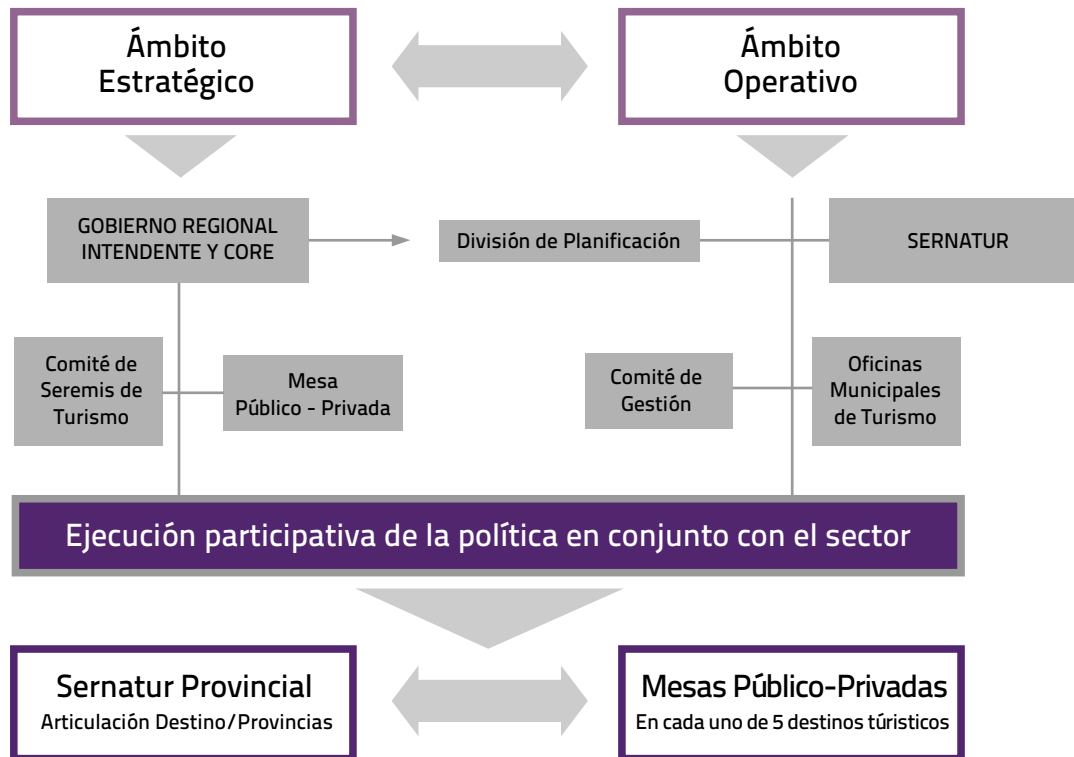 Ámbito
Estratégico
Ámbito
Operativo
GOBIERNO REGIONAL
INTENDENTE Y CORE
División de Planificación
SERNATUR
Comité de
Seremis de
Turismo
Mesa
Público - Privada
Comité de
Gestión
Oficinas
Municipales
de Turismo
Ejecución participativa de la política en conjunto con el sector
Sernatur Provincial
Articulación Destino/Provincias
Mesas Público-Privadas
En cada uno de 5 destinos túristicos